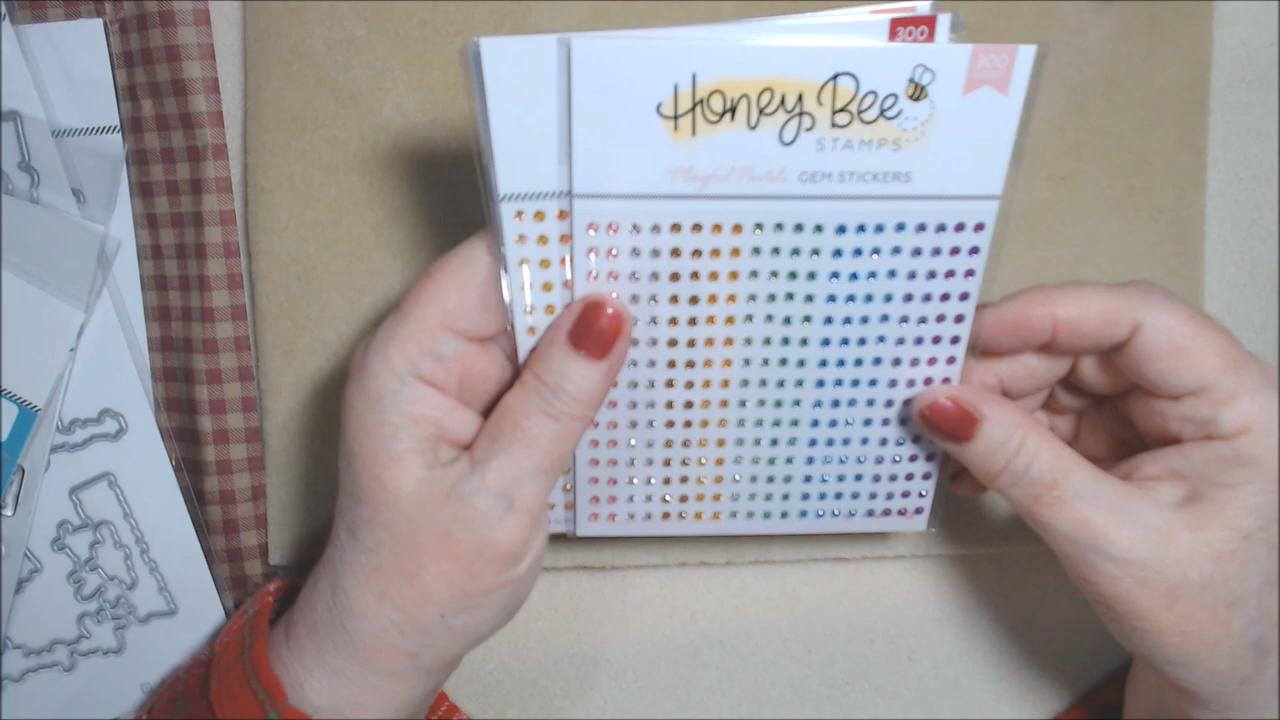 300
300
Honey Bee
STAMPS
Playful Pastels GEM STICKERS